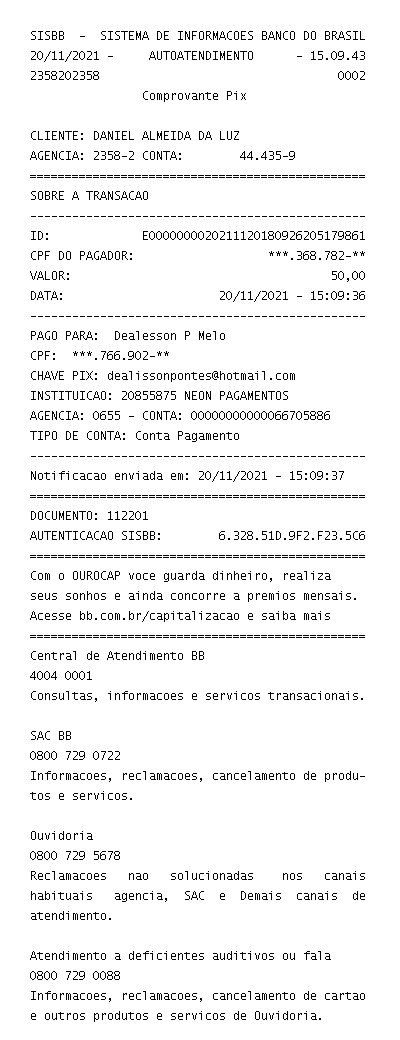 SISBB - SISTEMA DE INFORMACOES BANCO DO BRASIL
20/11/2021 - AUTOATENDIMENTO - 15.09.43
2358202358 0002
Comprovante Pix
CLIENTE: DANIEL ALMEIDA DA LUZ
AGENCIA: 2358-2 CONTA: 44.435-9
================================================
SOBRE A TRANSACAO
------------------------------------------------
ID: E0000000020211120180926205179861
CPF DO PAGADOR: ***.368.782-**
VALOR: 50,00
DATA: 20/11/2021 - 15:09:36
------------------------------------------------
PAGO PARA: Dealesson P Melo
CPF: ***.766.902-**
CHAVE PIX: dealissonpontes@hotmail.com
INSTITUICAO: 20855875 NEON PAGAMENTOS
AGENCIA: 0655 - CONTA: 00000000000066705886
TIPO DE CONTA: Conta Pagamento
------------------------------------------------
Notificacao enviada em: 20/11/2021 - 15:09:37
================================================
DOCUMENTO: 112201
AUTENTICACAO SISBB: 6.328.51D.9F2.F23.5C6
================================================
Com o OUROCAP voce guarda dinheiro, realiza
seus sonhos e ainda concorre a premios mensais.
Acesse bb.com.br/capitalizacao e saiba mais
================================================
Central de Atendimento BB
4004 0001
Consultas, informacoes e servicos transacionais.
SAC BB
0800 729 0722
Informacoes, reclamacoes, cancelamento de produ-
tos e servicos.
Ouvidoria
0800 729 5678
Reclamacoes nao solucionadas nos canais
habituais agencia, SAC e Demais canais de
atendimento.
Atendimento a deficientes auditivos ou fala
0800 729 0088
Informacoes, reclamacoes, cancelamento de cartao
e outros produtos e servicos de Ouvidoria.